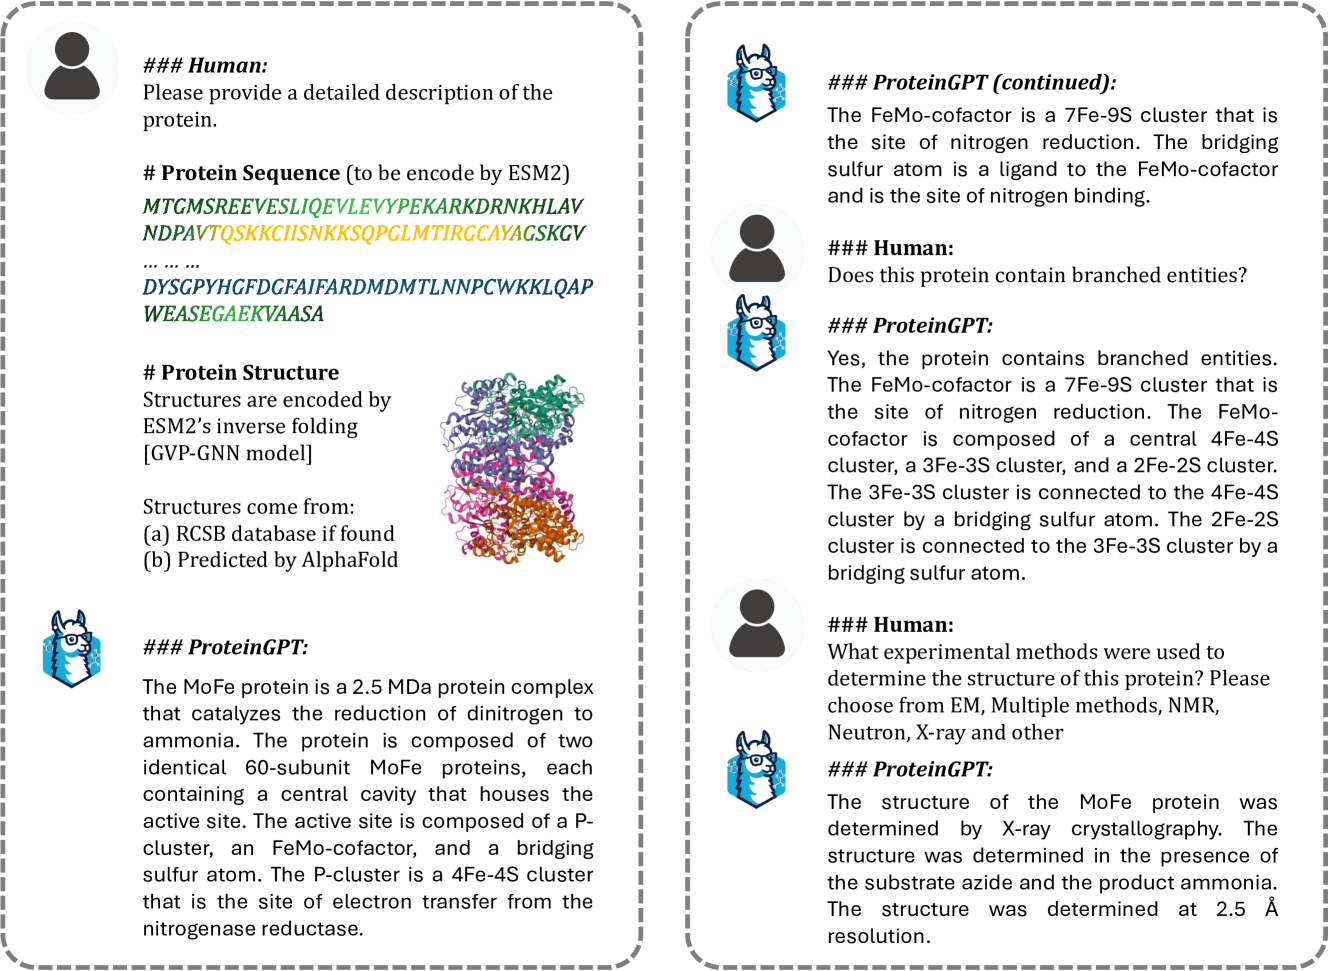 ### Human:
Please provide a detailed description of the
protein.
# Protein Sequence (to be encode by ESM2)
MTGMSREEVESLIQEVLEVYPEKARKDRNKHLAV
NDPAVTQSKKCIISNKKSQPGLMTIRGCAYAGSKGV
... ... ...
DYSGPYHGFDGFAIFARDMDMTLNNPCWKKLQAP
WEASEGAEKVAASA
# Protein Structure
Structures are encoded by
ESM2's inverse folding
[GVP-GNN model]
Structures come from:
(a) RCSB database if found
(b) Predicted by AlphaFold
### ProteinGPT:
The MoFe protein is a 2.5 MDa protein complex
that catalyzes the reduction of dinitrogen to
ammonia. The protein is composed of two
identical 60-subunit MoFe proteins, each
containing a central cavity that houses the
active site. The active site is composed of a P-
cluster, an FeMo-cofactor, and a bridging
sulfur atom. The P-cluster is a 4Fe-4S cluster
that is the site of electron transfer from the
nitrogenase reductase.
### ProteinGPT (continued):
The FeMo-cofactor is a 7Fe-9S cluster that is
the site of nitrogen reduction. The bridging
sulfur atom is a ligand to the FeMo-cofactor
and is the site of nitrogen binding.
### Human:
Does this protein contain branched entities?
### ProteinGPT:
Yes, the protein contains branched entities.
The FeMo-cofactor is a 7Fe-9S cluster that is
the site of nitrogen reduction. The FeMo-
cofactor is composed of a central 4Fe-4S
cluster, a 3Fe-3S cluster, and a 2Fe-2S cluster.
The 3Fe-3S cluster is connected to the 4Fe-4S
cluster by a bridging sulfur atom. The 2Fe-2S
cluster is connected to the 3Fe-3S cluster by a
bridging sulfur atom.
### Human:
What experimental methods were used to
determine the structure of this protein? Please
choose from EM, Multiple methods, NMR,
Neutron, X-ray and other
### ProteinGPT:
The structure of the MoFe protein was
determined by X-ray crystallography. The
structure was determined in the presence of
the substrate azide and the product ammonia.
The structure was determined at 2.5 Å
resolution.